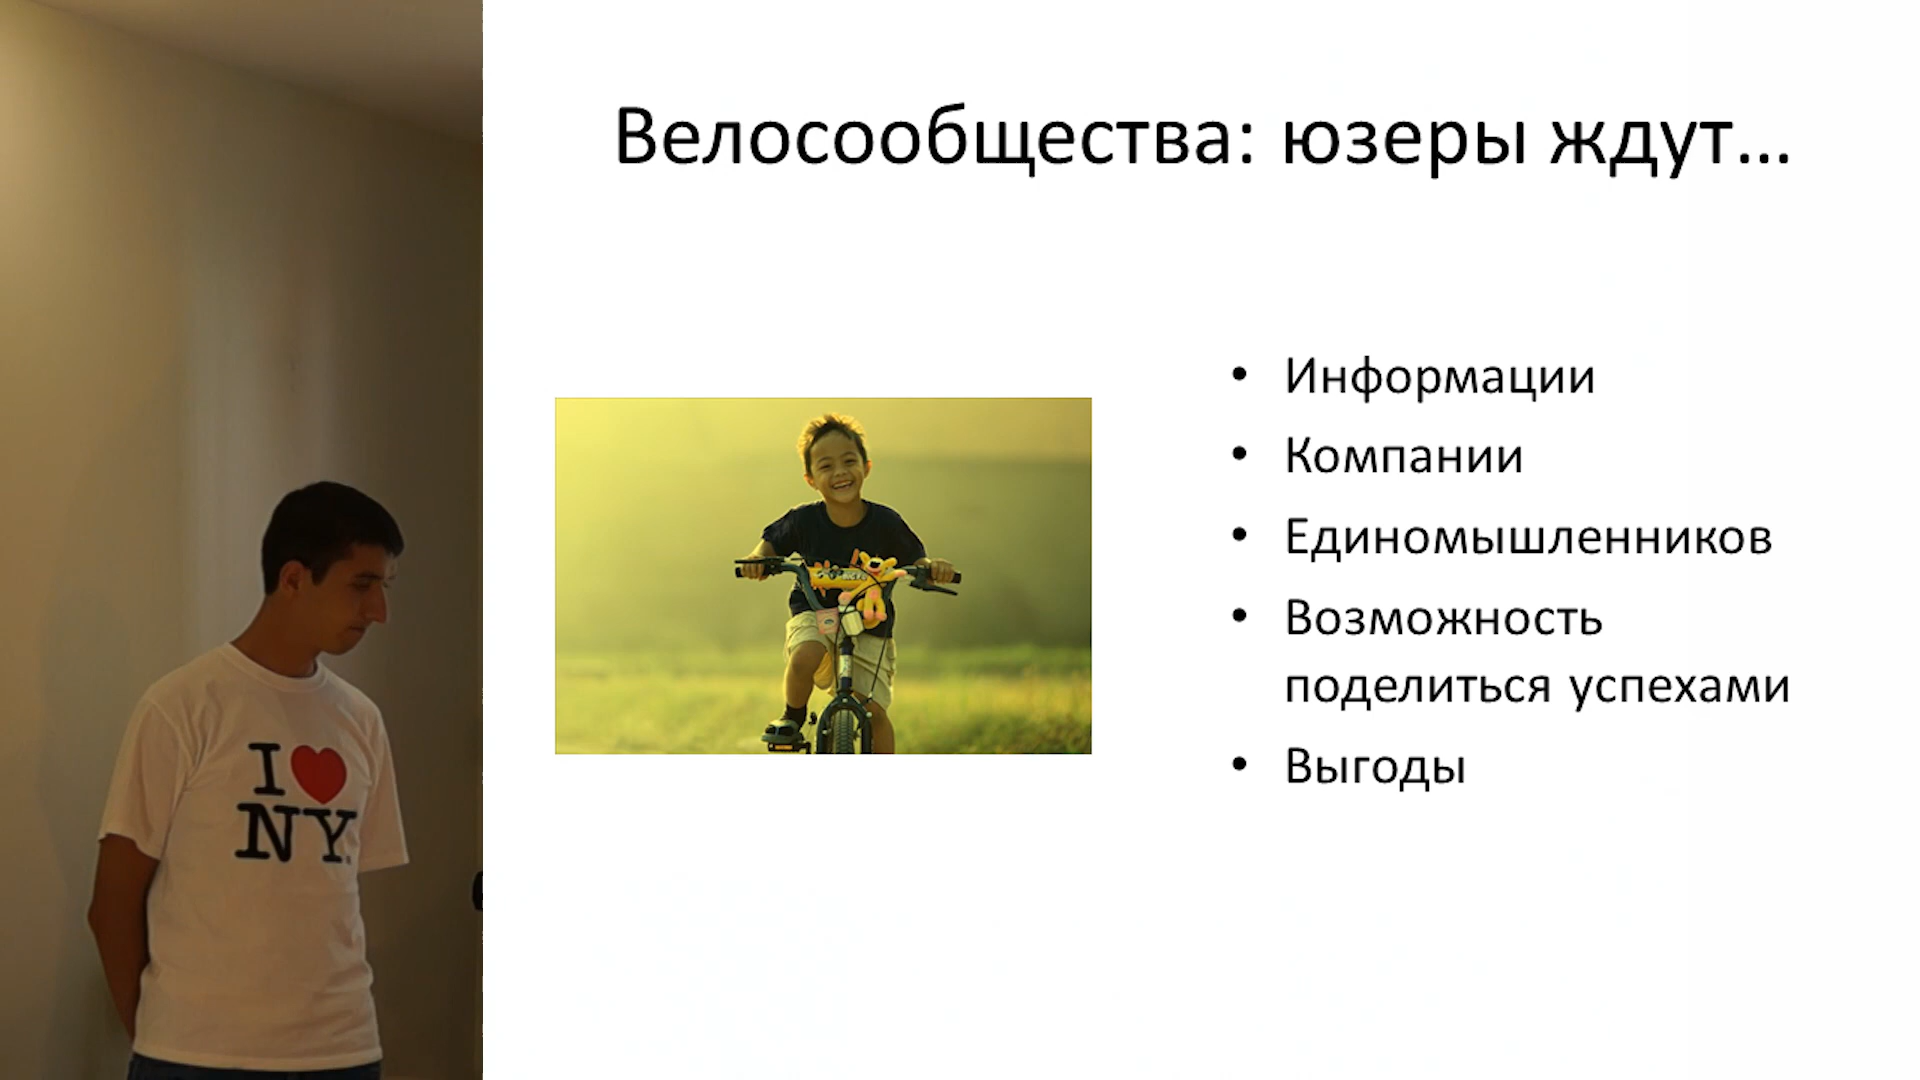 Велосообщества: юзеры ждут...
• Информации
• Компании
• Единомышленников
• Возможность
поделиться успехами
• Выгоды
I ❤
NY